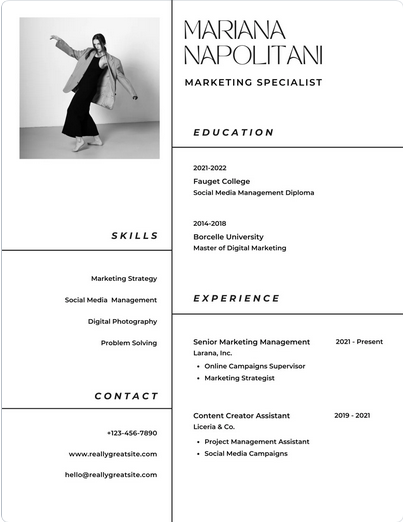 MARIANA
NAPOLITANI
MARKETING SPECIALIST
EDUCATION
2021-2022
Fauget College
Social Media Management Diploma
2014-2018
Borcelle University
Master of Digital Marketing
EXPERIENCE
Senior Marketing Management 2021 - Present
Larana, Inc.
• Online Campaigns Supervisor
• Marketing Strategist
Content Creator Assistant 2019 - 2021
Liceria & Co.
• Project Management Assistant
• Social Media Campaigns
SKILLS
Marketing Strategy
Social Media Management
Digital Photography
Problem Solving
CONTACT
+123-456-7890
www.reallygreatsite.com
hello@reallygreatsite.com